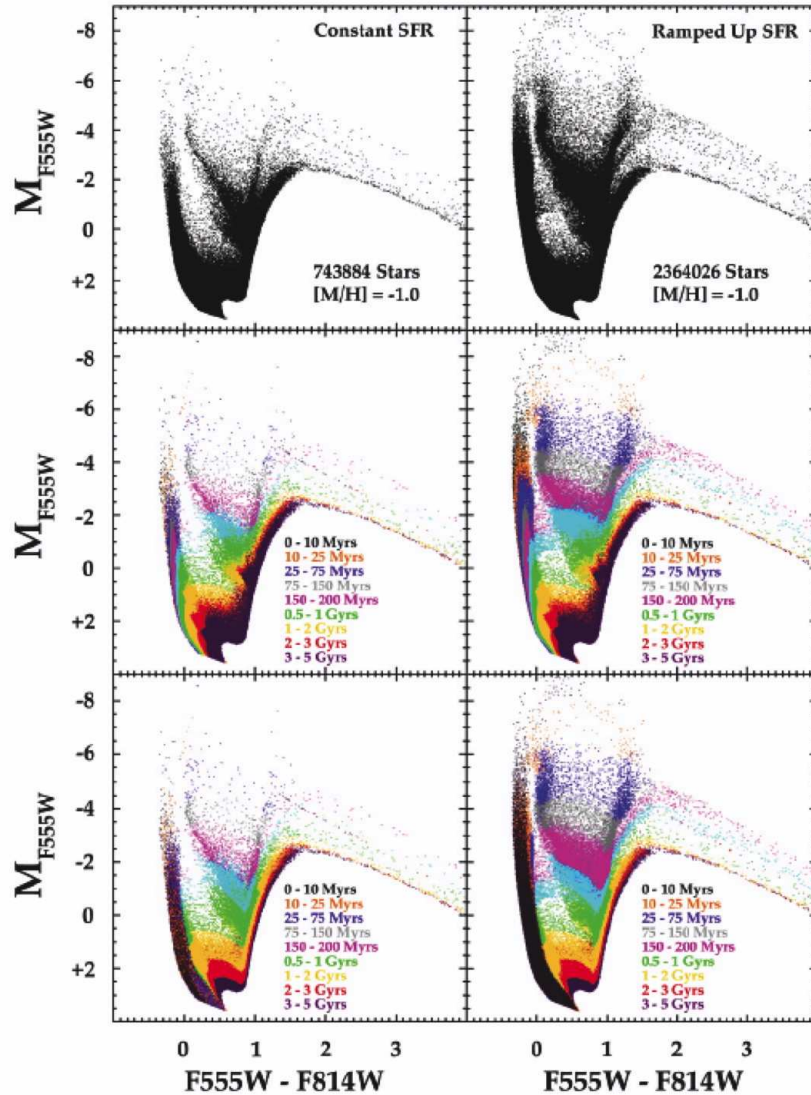 Constant SFR
Ramped Up SFR
-8
-6
-4
-2
0
+2
M F555W
743884 Stars
[M/H] = -1.0
2364026 Stars
[M/H] = -1.0
-8
-6
-4
-2
0
+2
M F555W
0 - 10 Myrs
10 - 25 Myrs
25 - 75 Myrs
75 - 150 Myrs
150 - 200 Myrs
0.5 - 1 Gyrs
1 - 2 Gyrs
2 - 3 Gyrs
3 - 5 Gyrs
0 - 10 Myrs
10 - 25 Myrs
25 - 75 Myrs
75 - 150 Myrs
150 - 200 Myrs
0.5 - 1 Gyrs
1 - 2 Gyrs
2 - 3 Gyrs
3 - 5 Gyrs
-8
-6
-4
-2
0
+2
M F555W
0 - 10 Myrs
10 - 25 Myrs
25 - 75 Myrs
75 - 150 Myrs
150 - 200 Myrs
0.5 - 1 Gyrs
1 - 2 Gyrs
2 - 3 Gyrs
3 - 5 Gyrs
0 - 10 Myrs
10 - 25 Myrs
25 - 75 Myrs
75 - 150 Myrs
150 - 200 Myrs
0.5 - 1 Gyrs
1 - 2 Gyrs
2 - 3 Gyrs
3 - 5 Gyrs
0 1 2 3
0 1 2 3
F555W - F814W
F555W - F814W